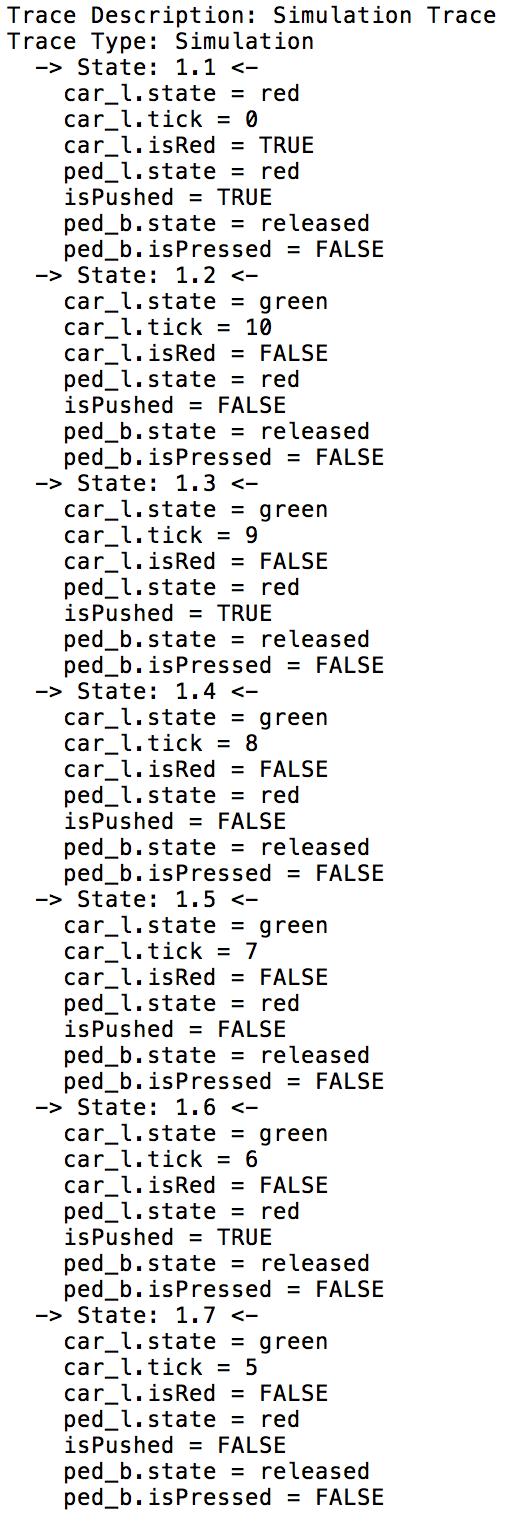 Trace Description: Simulation Trace
Trace Type: Simulation
-> State: 1.1 <-
car_l.state = red
car_l.tick = 0
car_l.isRed = TRUE
ped_l.state = red
isPushed = TRUE
ped_b.state = released
ped_b.isPressed = FALSE
-> State: 1.2 <-
car_l.state = green
car_l.tick = 10
car_l.isRed = FALSE
ped_l.state = red
isPushed = FALSE
ped_b.state = released
ped_b.isPressed = FALSE
-> State: 1.3 <-
car_l.state = green
car_l.tick = 9
car_l.isRed = FALSE
ped_l.state = red
isPushed = TRUE
ped_b.state = released
ped_b.isPressed = FALSE
-> State: 1.4 <-
car_l.state = green
car_l.tick = 8
car_l.isRed = FALSE
ped_l.state = red
isPushed = FALSE
ped_b.state = released
ped_b.isPressed = FALSE
-> State: 1.5 <-
car_l.state = green
car_l.tick = 7
car_l.isRed = FALSE
ped_l.state = red
isPushed = FALSE
ped_b.state = released
ped_b.isPressed = FALSE
-> State: 1.6 <-
car_l.state = green
car_l.tick = 6
car_l.isRed = FALSE
ped_l.state = red
isPushed = TRUE
ped_b.state = released
ped_b.isPressed = FALSE
-> State: 1.7 <-
car_l.state = green
car_l.tick = 5
car_l.isRed = FALSE
ped_l.state = red
isPushed = FALSE
ped_b.state = released
ped_b.isPressed = FALSE